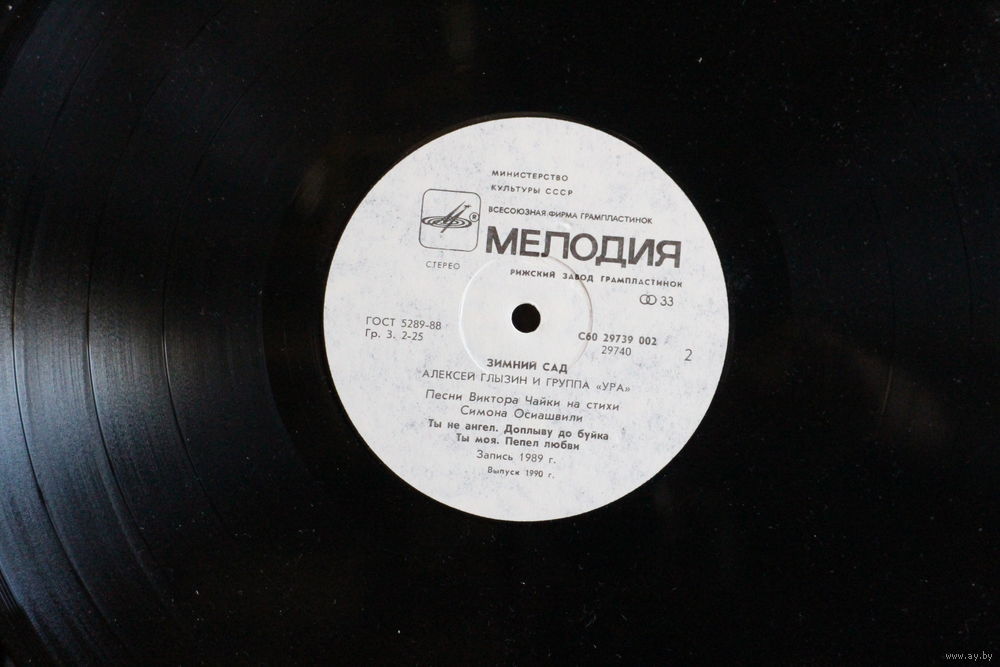 МИНИСТЕРСТВО
КУЛЬТУРЫ СССР
ВСЕСОЮЗНАЯ ФИРМА ГРАМПЛАСТИНОК
®
МЕЛОДИЯ
СТЕРЕО
РИЖСКИЙ ЗАВОД ГРАМПЛАСТИНОК
33
ГОСТ 5289-88
Гр. 3. 2-25
С60 29739 002
29740
2
ЗИМНИЙ САД
АЛЕКСЕЙ ГЛЫЗИН И ГРУППА «УРА»
Песни Виктора Чайки на стихи
Симона Осиашвили
Ты не ангел. Доплыву до буйка
Ты моя. Пепел любви
Запись 1989 г.
Выпуск 1990 г.
www.ay.by